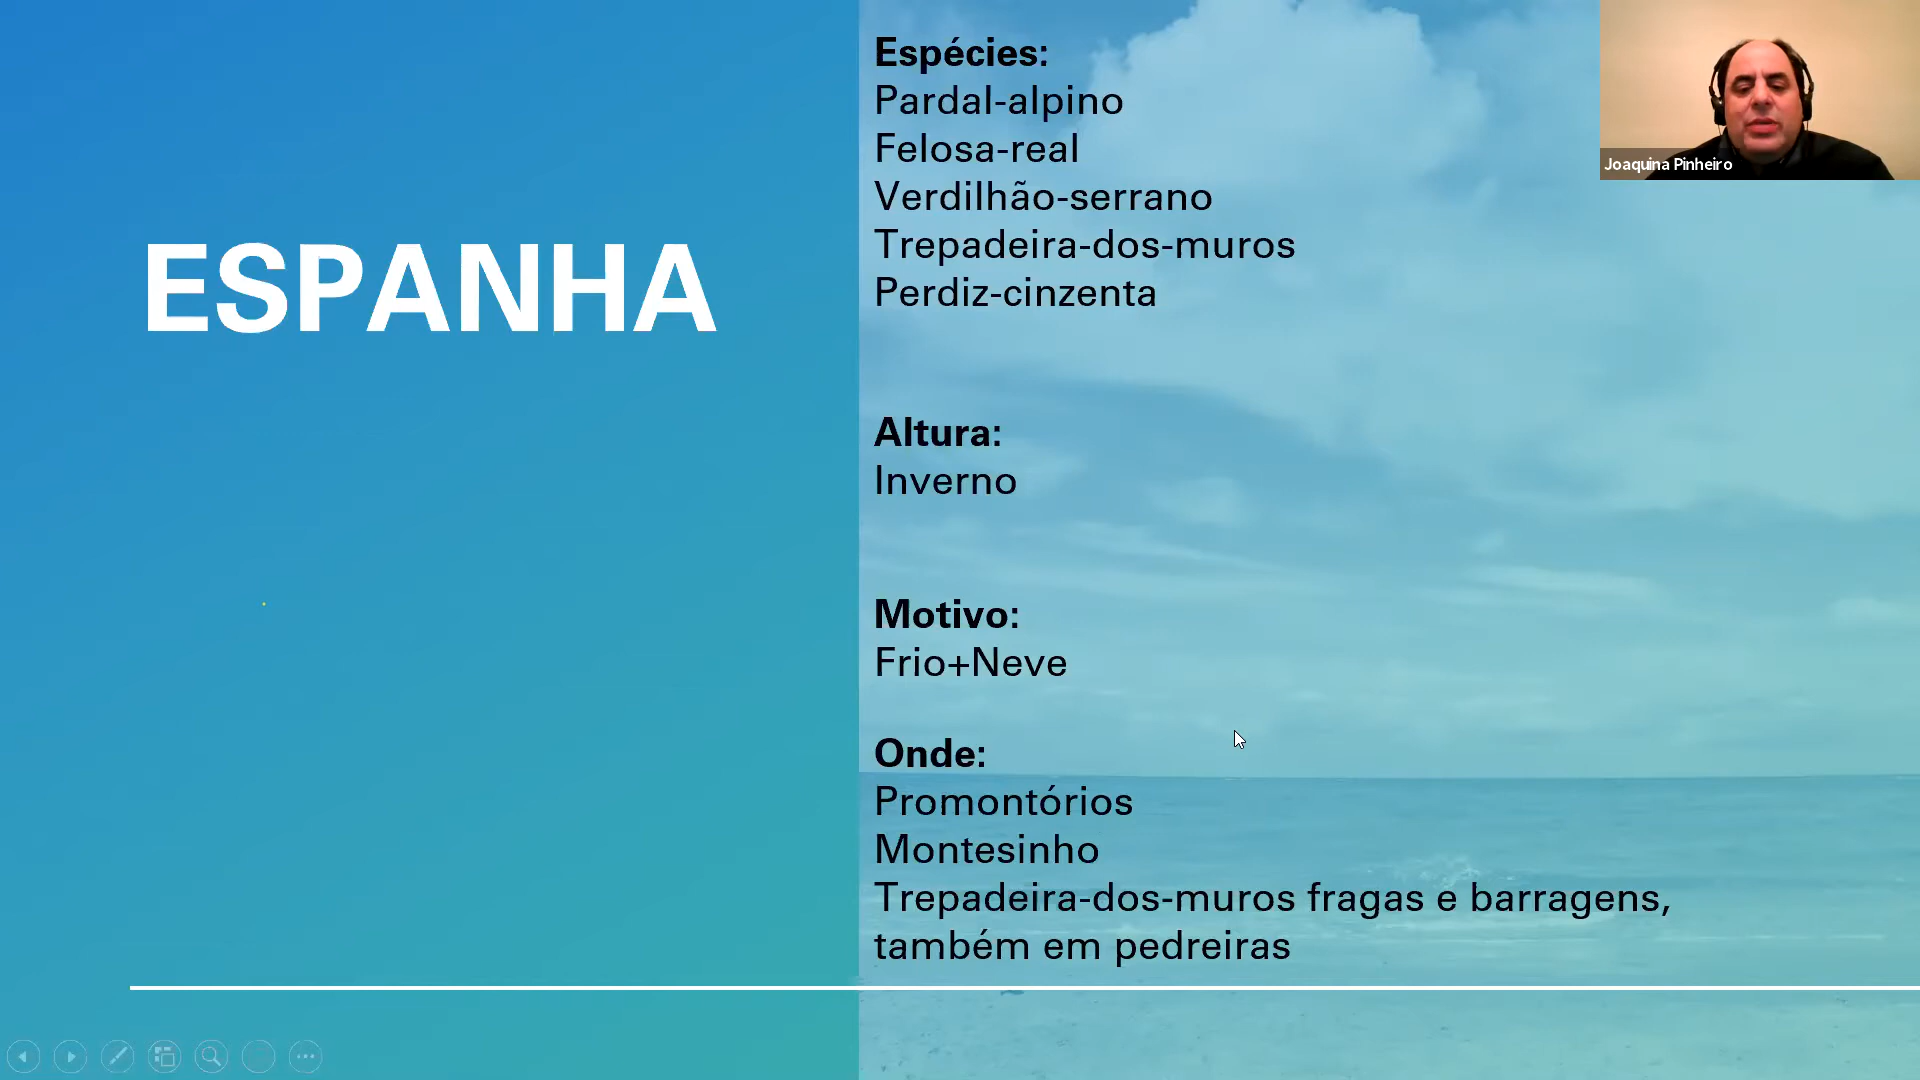 ESPANHA
Espécies:
Pardal-alpino
Felosa-real
Verdilhão-serrano
Trepadeira-dos-muros
Perdiz-cinzenta
Altura:
Inverno
Motivo:
Frio+Neve
Onde:
Promontórios
Montesinho
Trepadeira-dos-muros fragas e barragens,
também em pedreiras
Joaquina Pinheiro